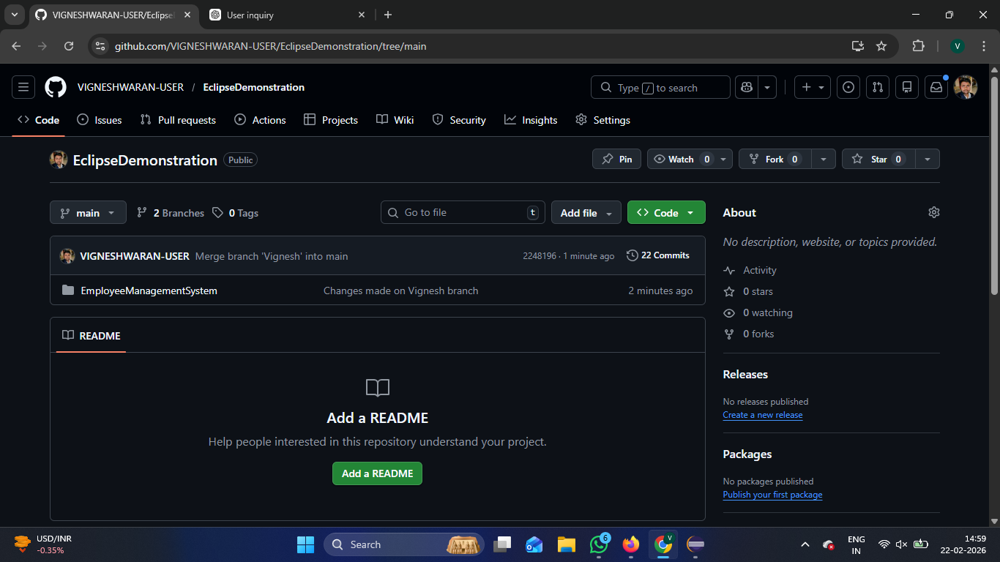 VIGNESHWARAN-USER/Eclipse
User inquiry
github.com/VIGNESHWARAN-USER/EclipseDemonstration/tree/main
V
VIGNESHWARAN-USER / EclipseDemonstration
Type / to search
Code Issues Pull requests Actions Projects Wiki Security Insights Settings
EclipseDemonstration Public
Pin Watch 0 Fork 0 Star 0
main 2 Branches 0 Tags Go to file t Add file Code
About
No description, website, or topics provided.
VIGNESHWARAN-USER Merge branch 'Vignesh' into main 2248196 · 1 minute ago 22 Commits
EmployeeManagementSystem Changes made on Vignesh branch 2 minutes ago
Activity
0 stars
0 watching
0 forks
README
Add a README
Help people interested in this repository understand your project.
Add a README
Releases
No releases published
Create a new release
Packages
No packages published
Publish your first package
USD/INR
-0.35%
Search
6
V
ENG
IN
14:59
22-02-2026